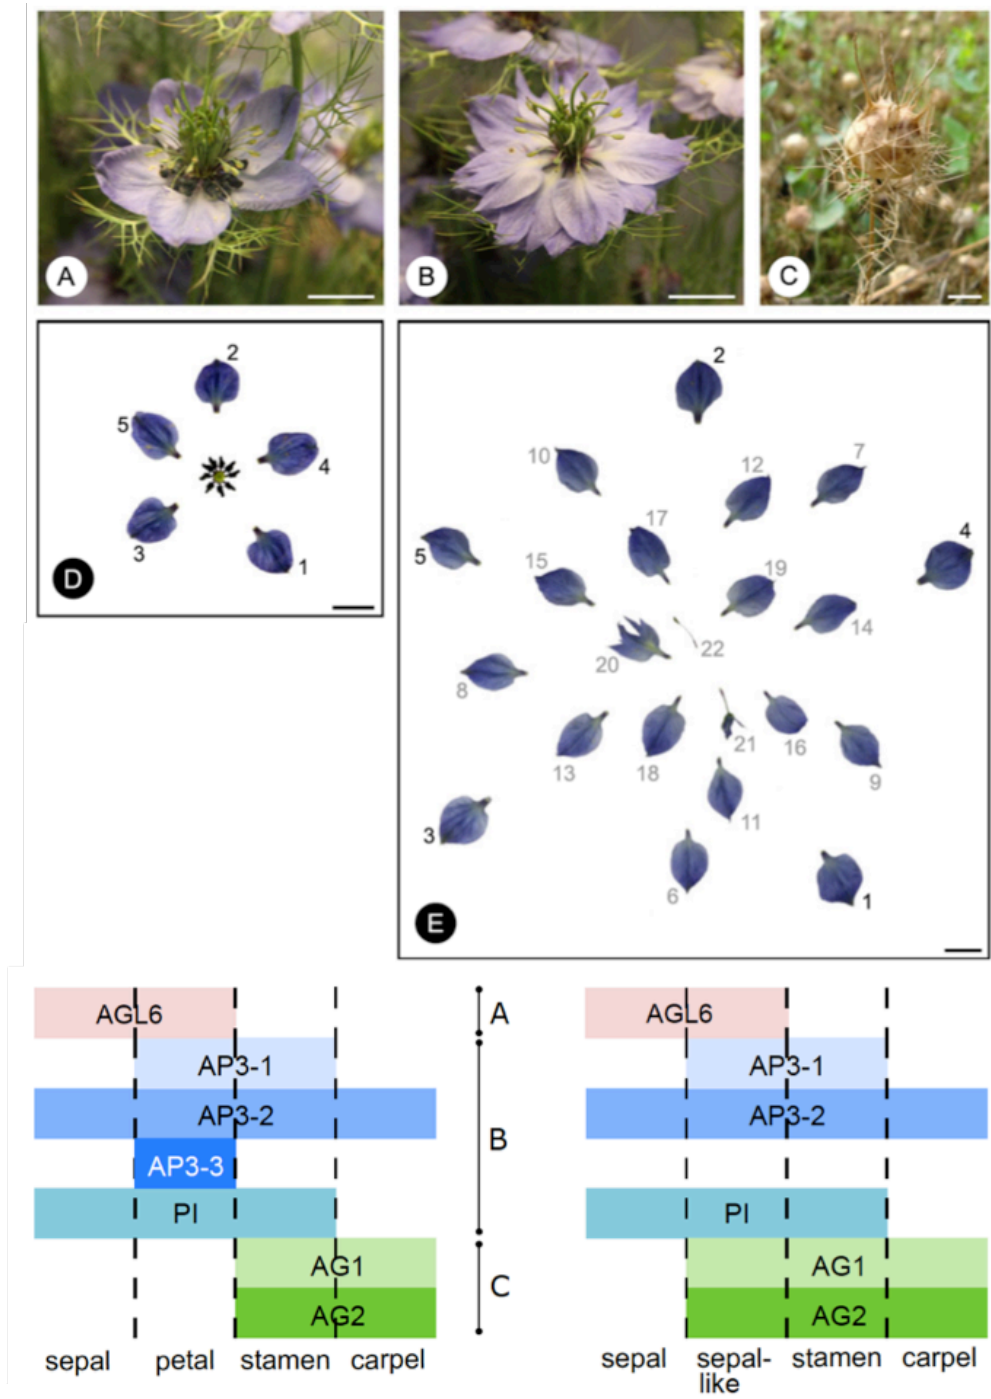 A
B
C
2
5
4
3
1
D
2
10
12
7
17
5
4
15
19
14
20
22
8
13
18
21
16
9
11
3
6
1
E
AGL6
AP3-1
AP3-2
AP3-3
PI
AG1
AG2
sepal petal stamen carpel
A
B
C
AGL6
AP3-1
AP3-2
PI
AG1
AG2
sepal sepal- stamen carpel
like